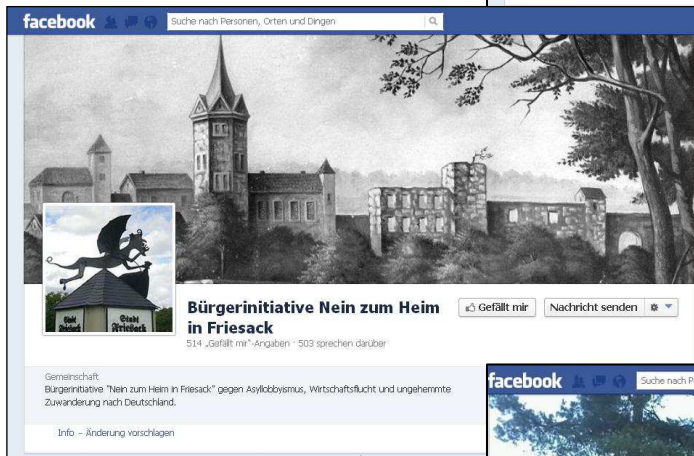 facebook
Suche nach Personen, Orten und Dingen
Stadt
Friesack
Stadt
Friesack
Bürgerinitiative Nein zum Heim
in Friesack
Gefällt mir
Nachricht senden
514 „Gefällt mir“-Angaben · 503 sprechen darüber
Gemeinschaft
Bürgerinitiative "Nein zum Heim in Friesack" gegen Asyllobbyismus, Wirtschaftsflucht und ungehemmte
Zuwanderung nach Deutschland.
Info – Änderung vorschlagen
facebook
Suche nach P